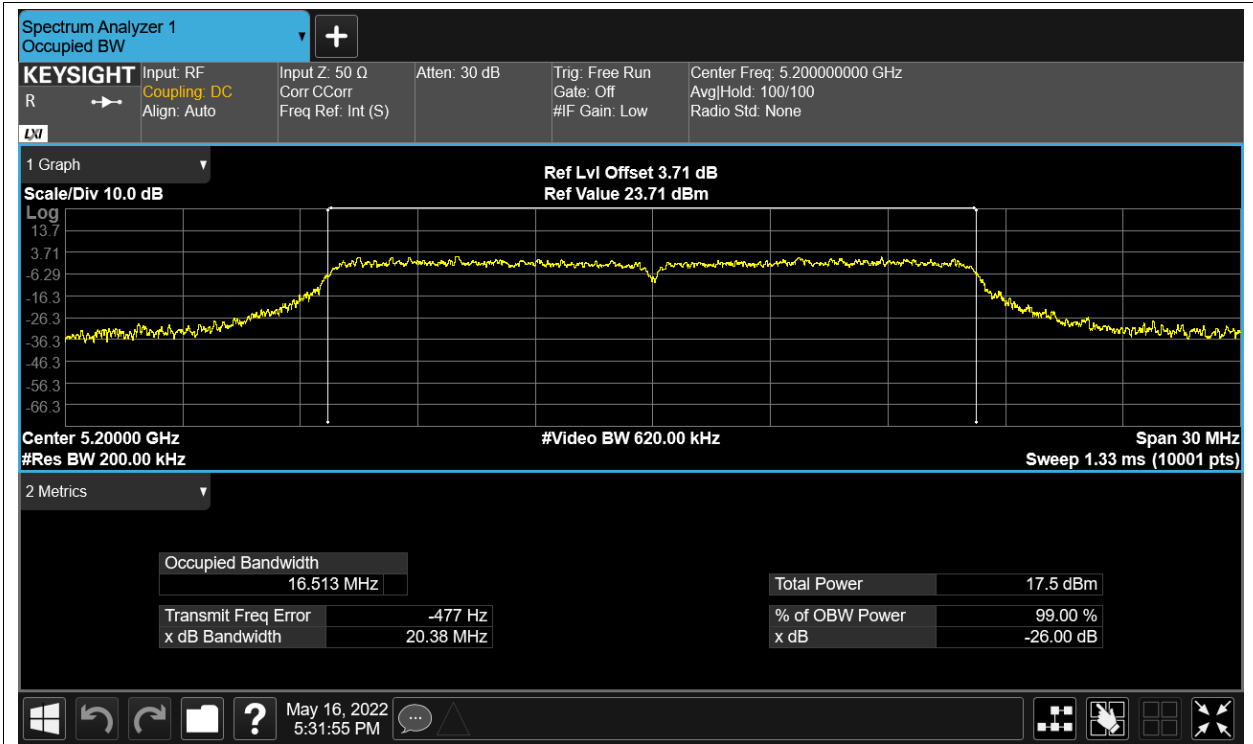 Spectrum Analyzer 1
Occupied BW
KEYSIGHT Input: RF Input Z: 50 Ω Atten: 30 dB Trig: Free Run Center Freq: 5.200000000 GHz
R Coupling: DC Corr CCorr Gate: Off Avg|Hold: 100/100
Align: Auto Freq Ref: Int (S) #IF Gain: Low Radio Std: None
LXI
1 Graph
Ref Lvl Offset 3.71 dB
Scale/Div 10.0 dB Ref Value 23.71 dBm
Log
13.7
3.71
-6.29
-16.3
-26.3
-36.3
-46.3
-56.3
-66.3
Center 5.20000 GHz #Video BW 620.00 kHz Span 30 MHz
#Res BW 200.00 kHz Sweep 1.33 ms (10001 pts)
2 Metrics
Occupied Bandwidth
16.513 MHz Total Power 17.5 dBm
Transmit Freq Error -477 Hz % of OBW Power 99.00 %
x dB Bandwidth 20.38 MHz x dB -26.00 dB
May 16, 2022
5:31:55 PM